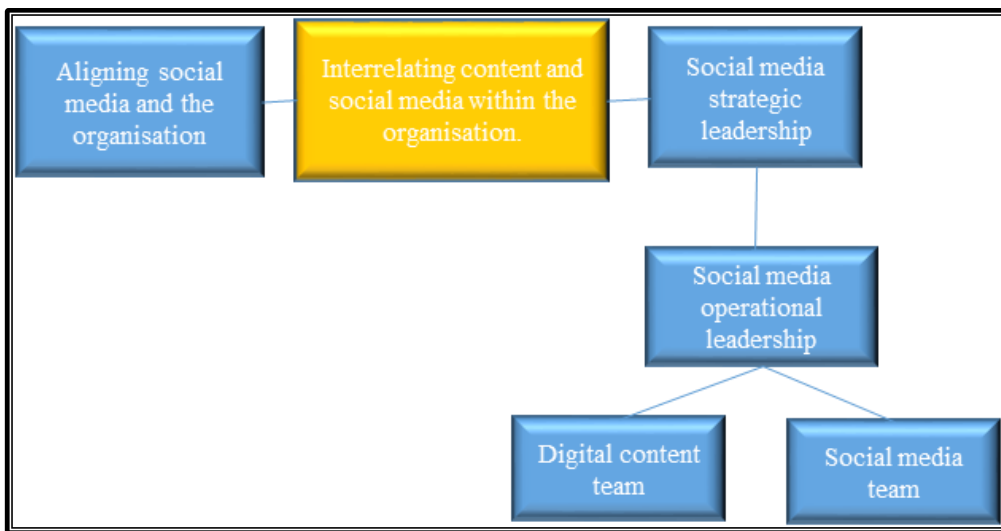 Aligning social
media and the
organisation
Interrelating content and
social media within the
organisation.
Social media
strategic
leadership
Social media
operational
leadership
Digital content
team
Social media
team